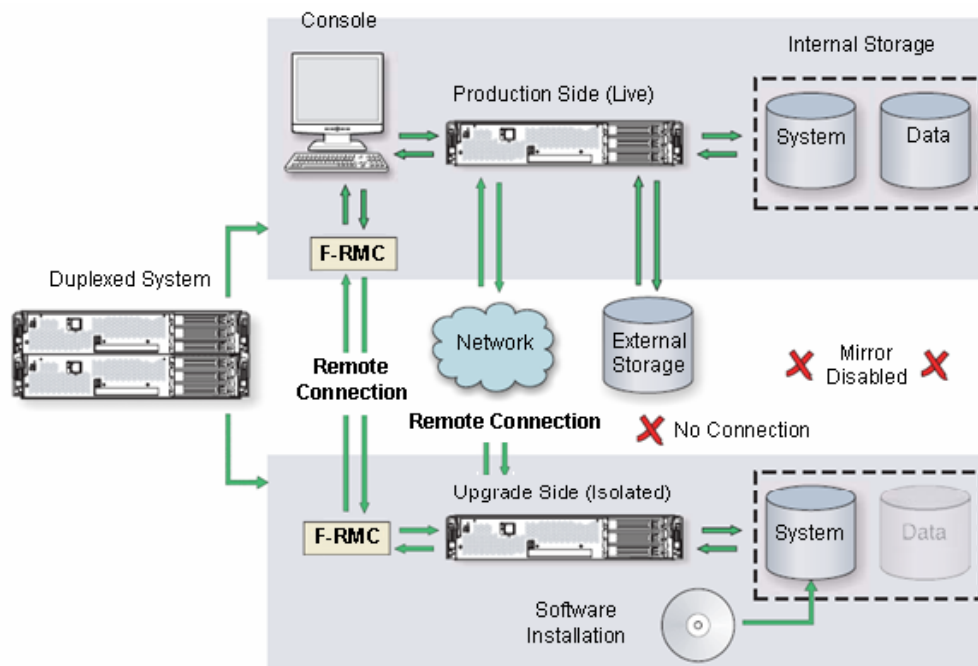 Console
Internal Storage
Production Side (Live)
System
Data
F-RMC
Duplexed System
Network
External
Storage
Mirror
Disabled
Remote
Connection
Remote Connection
No Connection
Upgrade Side (Isolated)
F-RMC
System
Data
Software
Installation